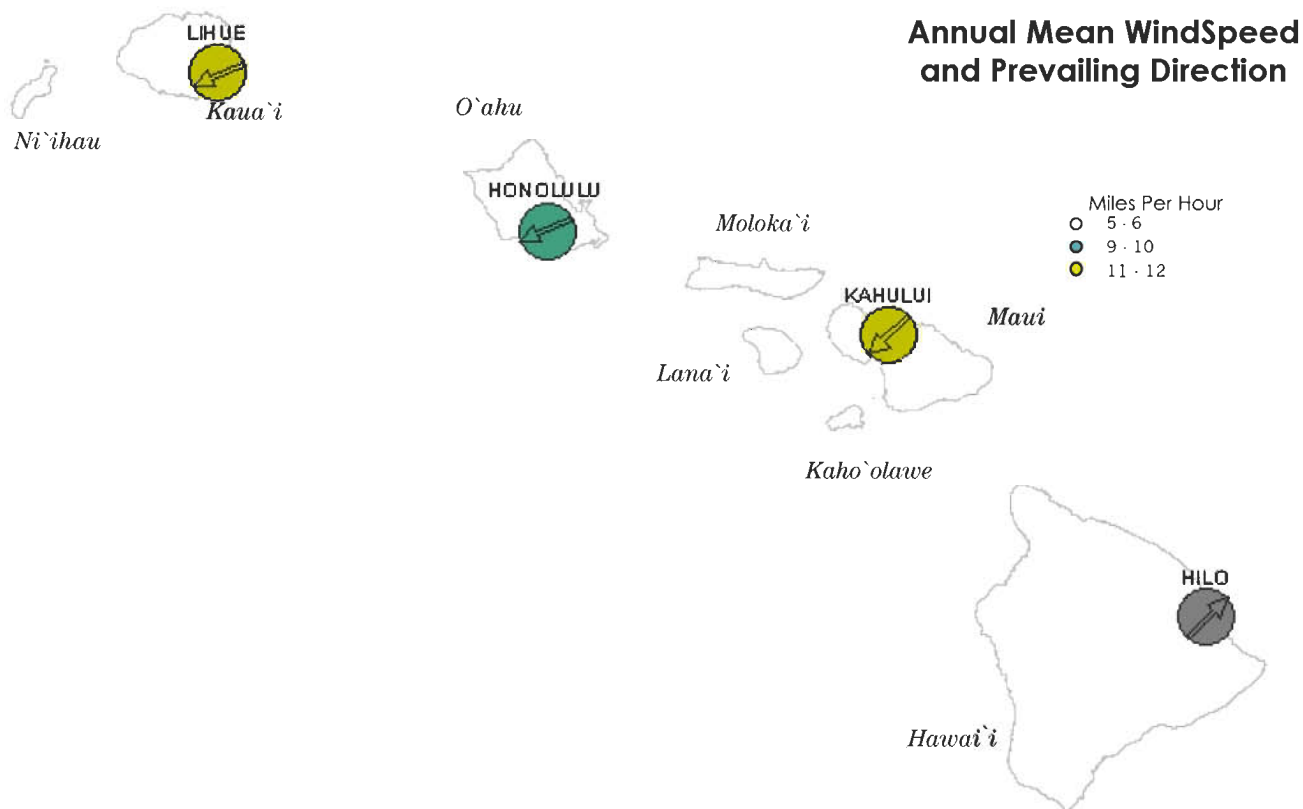 Annual Mean WindSpeed
and Prevailing Direction
LIHUE
Kaua`i
Ni`ihau
O`ahu
HONOLULU
Moloka`i
Miles Per Hour
5 - 6
9 - 10
11 - 12
KAHULUI
Maui
Lana`i
Kaho`olawe
HILO
Hawai`i